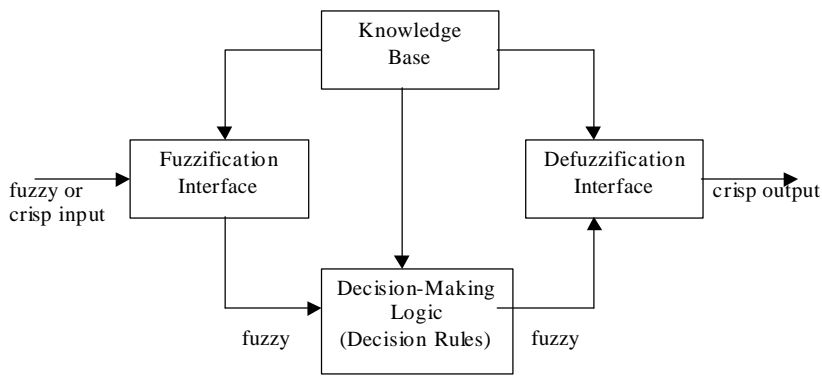 Knowledge
Base
Fuzzification
Interface
Defuzzification
Interface
fuzzy or
crisp input
crisp output
Decision-Making
Logic
(Decision Rules)
fuzzy
fuzzy